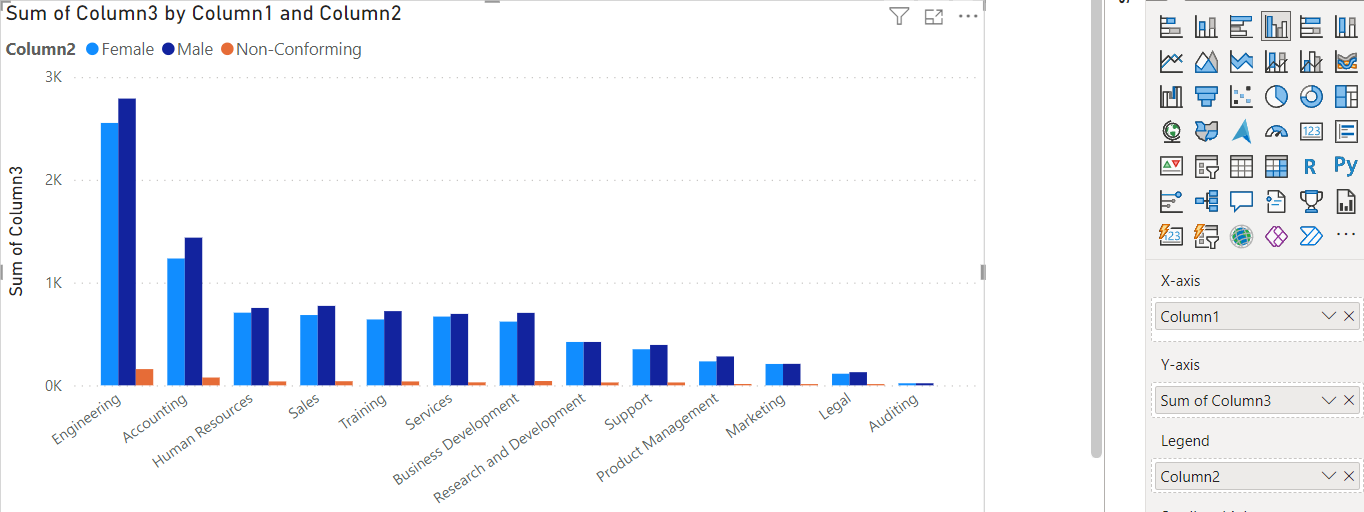 Sum of Column3 by Column1 and Column2
Column2 Female Male Non-Conforming
3K
2K
1K
0K
Sum of Column3
Engineering
Accounting
Human Resources
Sales
Training
Services
Business Development
Research and Development
Support
Product Management
Marketing
Legal
Auditing
123
R Py
123
X-axis
Column1
Y-axis
Sum of Column3
Legend
Column2